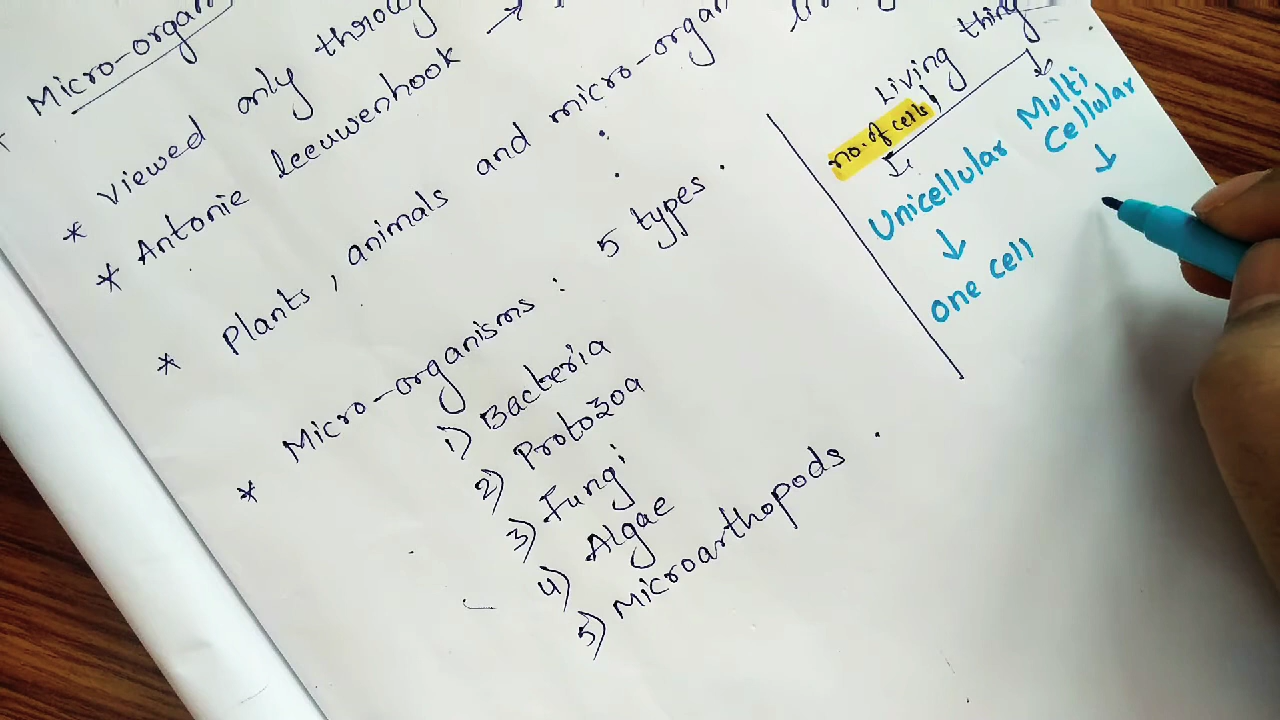 Micro-organ
* Viewed only throug
* Antonie leeuwenhook →
* Plants, animals and micro-organ
* Micro-organisms : 5 types.
1) Bacteria
2) Protozoa
3) Fungi
4) Algae
5) Microarthopods.
Living thing
no. of cells
Unicellular
↓
one cell
Multi
Cellular
↓